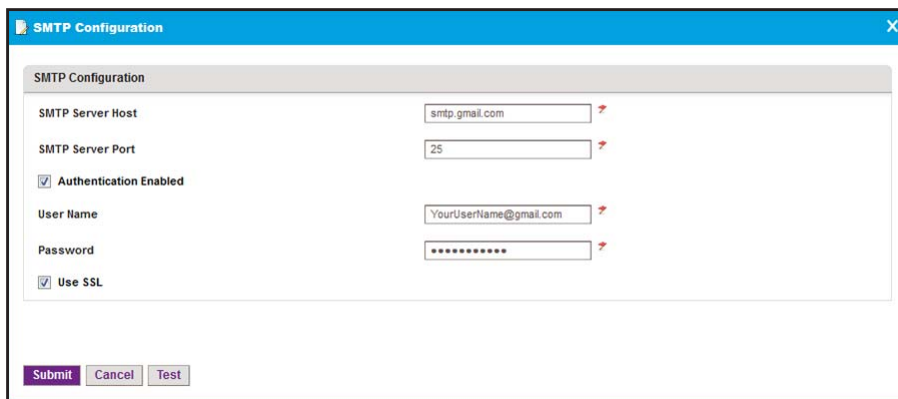 SMTP Configuration
X
SMTP Configuration
SMTP Server Host
smtp.gmail.com
SMTP Server Port
25
Authentication Enabled
User Name
YourUserName@gmail.com
Password
•••••••••••
Use SSL
Submit Cancel Test